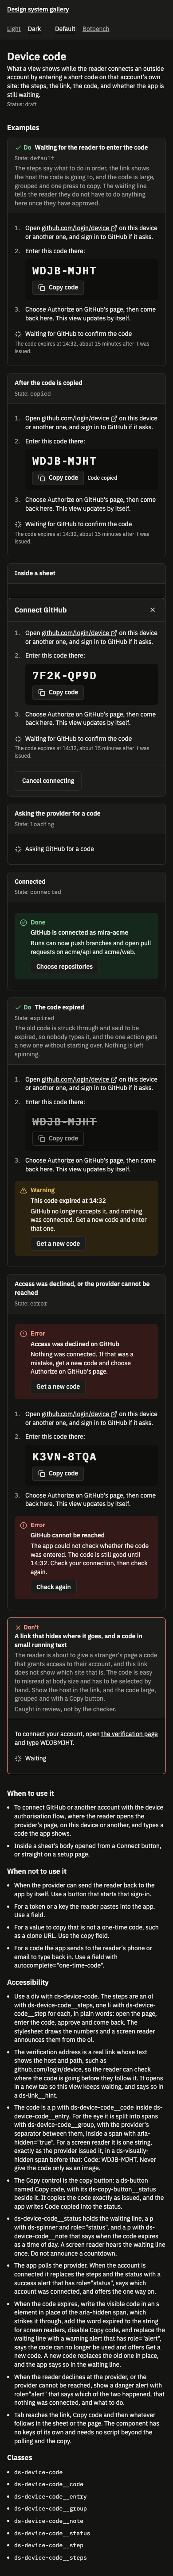 Design system gallery
Light Dark Default Botbench
Device code
What a view shows while the reader connects an outside
account by entering a short code on that account's own
site: the steps, the link, the code, and whether the app is
still waiting.
Status: draft
Examples
Do Waiting for the reader to enter the code
State: default
The steps say what to do in order, the link shows
the host the code is going to, and the code is large,
grouped and one press to copy. The waiting line
tells the reader they do not have to do anything
here once they have approved.
1. Open github.com/login/device on this device
or another one, and sign in to GitHub if it asks.
2. Enter this code there:
WDJB-MJHT
Copy code
3. Choose Authorize on GitHub's page, then come
back here. This view updates by itself.
Waiting for GitHub to confirm the code
The code expires at 14:32, about 15 minutes after it was
issued.
After the code is copied
State: copied
1. Open github.com/login/device on this device
or another one, and sign in to GitHub if it asks.
2. Enter this code there:
WDJB-MJHT
Copy code Code copied
3. Choose Authorize on GitHub's page, then come
back here. This view updates by itself.
Waiting for GitHub to confirm the code
The code expires at 14:32, about 15 minutes after it was
issued.
Inside a sheet
Connect GitHub
1. Open github.com/login/device on this device
or another one, and sign in to GitHub if it asks.
2. Enter this code there:
7F2K-QP9D
Copy code
3. Choose Authorize on GitHub's page, then come
back here. This view updates by itself.
Waiting for GitHub to confirm the code
The code expires at 14:32, about 15 minutes after it was
issued.
Cancel connecting
Asking the provider for a code
State: loading
Asking GitHub for a code
Connected
State: connected
Done
GitHub is connected as mira-acme
Runs can now push branches and open pull
requests on acme/api and acme/web.
Choose repositories
Do The code expired
State: expired
The old code is struck through and said to be
expired, so nobody types it, and the one action gets
a new one without starting over. Nothing is left
spinning.
1. Open github.com/login/device on this device
or another one, and sign in to GitHub if it asks.
2. Enter this code there:
WDJB-MJHT
Copy code
3. Choose Authorize on GitHub's page, then come
back here. This view updates by itself.
Warning
This code expired at 14:32
GitHub no longer accepts it, and nothing
was connected. Get a new code and enter
that one.
Get a new code
Access was declined, or the provider cannot be
reached
State: error
Error
Access was declined on GitHub
Nothing was connected. If that was a
mistake, get a new code and choose
Authorize on GitHub's page.
Get a new code
1. Open github.com/login/device on this device
or another one, and sign in to GitHub if it asks.
2. Enter this code there:
K3VN-8TQA
Copy code
3. Choose Authorize on GitHub's page, then come
back here. This view updates by itself.
Error
GitHub cannot be reached
The app could not check whether the code
was entered. The code is still good until
14:32. Check your connection, then check
again.
Check again
Don't
A link that hides where it goes, and a code in
small running text
The reader is about to give a stranger's page a code
that grants access to their account, and this link
does not show which site that is. The code is easy
to misread at body size and has to be selected by
hand. Show the host in the link, and the code large,
grouped and with a Copy button.
Caught in review, not by the checker.
To connect your account, open the verification page
and type WDJBMJHT.
Waiting
When to use it
• To connect GitHub or another account with the device
authorisation flow, where the reader opens the
provider's page, on this device or another, and types a
code the app shows.
• Inside a sheet's body opened from a Connect button,
or straight on a setup page.
When not to use it
• When the provider can send the reader back to the
app by itself. Use a button that starts that sign-in.
• For a token or a key the reader pastes into the app.
Use a field.
• For a value to copy that is not a one-time code, such
as a clone URL. Use the copy field.
• For a code the app sends to the reader's phone or
email to type back in. Use a field with
autocomplete="one-time-code".
Accessibility
• Use a div with ds-device-code. The steps are an ol
with ds-device-code__steps, one li with ds-device-
code__step for each, in plain words: open the page,
enter the code, approve and come back. The
stylesheet draws the numbers and a screen reader
announces them from the ol.
• The verification address is a real link whose text
shows the host and path, such as
github.com/login/device, so the reader can check
where the code is going before they follow it. It opens
in a new tab so this view keeps waiting, and says so in
a ds-link__hint.
• The code is a p with ds-device-code__code inside ds-
device-code__entry. For the eye it is split into spans
with ds-device-code__group, with the provider's
separator between them, inside a span with aria-
hidden="true". For a screen reader it is one string,
exactly as the provider issued it, in a ds-visually-
hidden span before that: Code: WDJB-MJHT. Never
give the code only as an image.
• The Copy control is the copy button: a ds-button
named Copy code, with its ds-copy-button__status
beside it. It copies the code exactly as issued, and the
app writes Code copied into the status.
• ds-device-code__status holds the waiting line, a p
with ds-spinner and role="status", and a p with ds-
device-code__note that says when the code expires as
a time of day. A screen reader hears the waiting line
once. Do not announce a countdown.
• The app polls the provider. When the account is
connected it replaces the steps and the status with a
success alert that has role="status", says which
account was connected, and offers the one way on.
• When the code expires, write the visible code in an s
element in place of the aria-hidden span, which
strikes it through, add the word expired to the string
for screen readers, disable Copy code, and replace the
waiting line with a warning alert that has role="alert",
says the code can no longer be used and offers Get a
new code. A new code replaces the old one in place,
and the app says so in the waiting line.
• When the reader declines at the provider, or the
provider cannot be reached, show a danger alert with
role="alert" that says which of the two happened, that
nothing was connected, and what to do.
• Tab reaches the link, Copy code and then whatever
follows in the sheet or the page. The component has
no keys of its own and needs no script beyond the
polling and the copy.
Classes
• ds-device-code
• ds-device-code__code
• ds-device-code__entry
• ds-device-code__group
• ds-device-code__note
• ds-device-code__status
• ds-device-code__step
• ds-device-code__steps